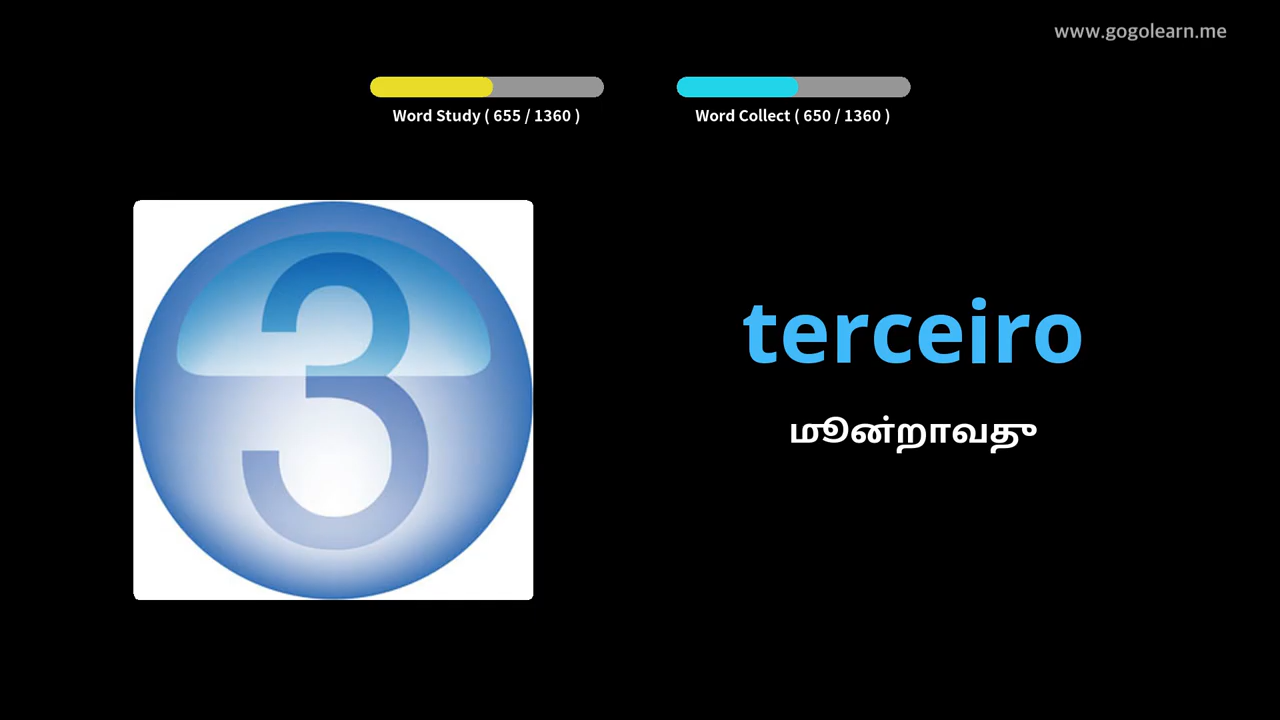 www.gogolearn.me
Word Study ( 655 / 1360 )
Word Collect ( 650 / 1360 )
3
terceiro
மூன்றாவது